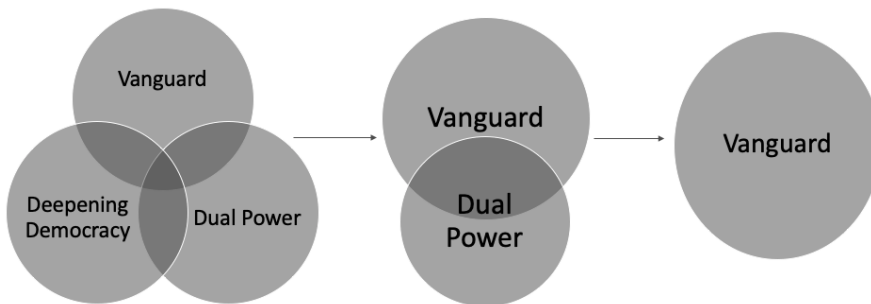 Vanguard
Deepening
Democracy
Dual Power
Vanguard
Dual
Power
Vanguard